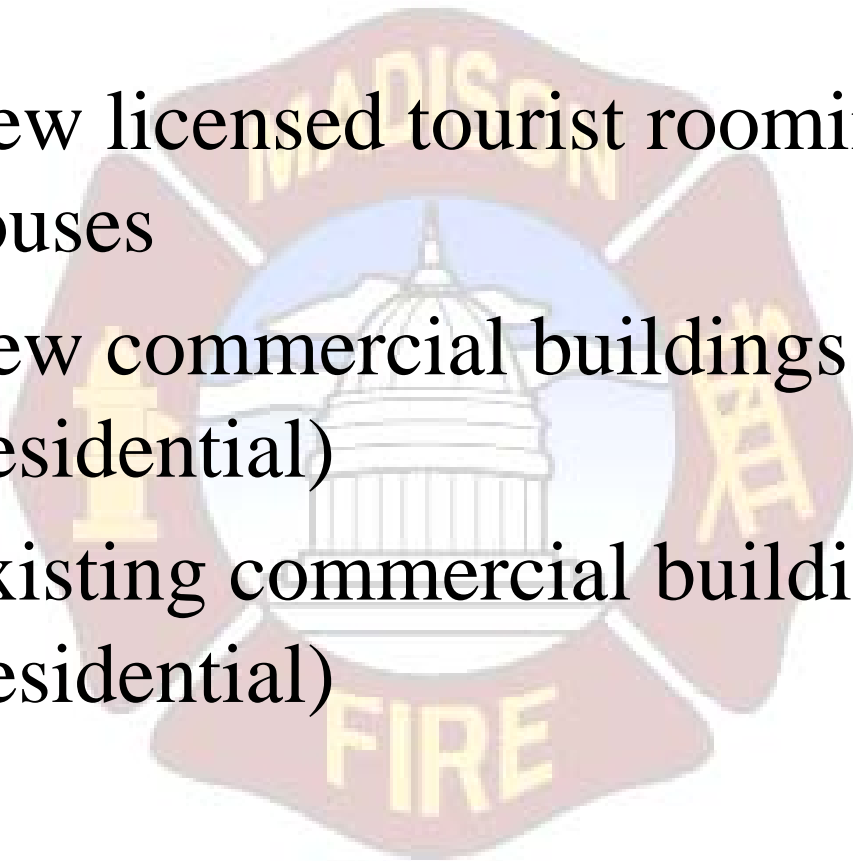 MADISON
ew licensed tourist roomi
ouses
ew commercial buildings
esidential)
xisting commercial buildi
esidential)
FIRE